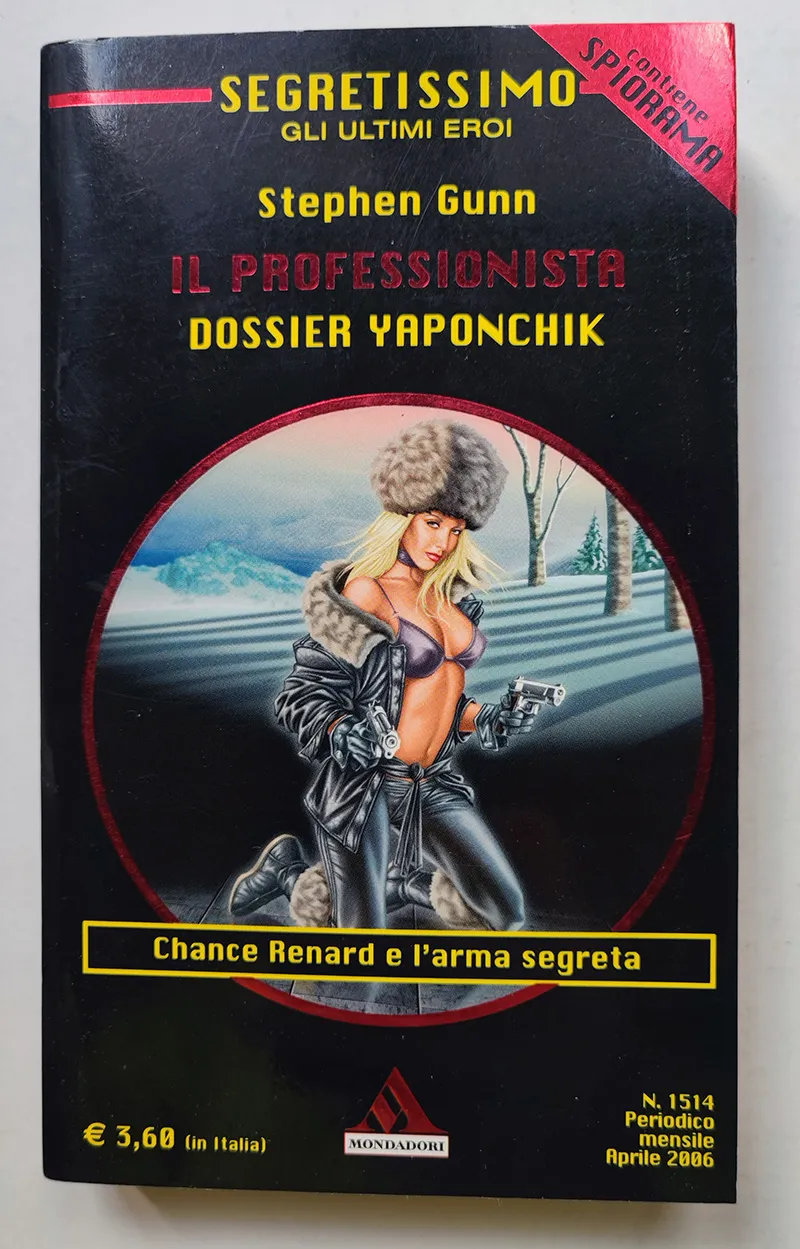 contiene
SPIORAMA
SEGRETISSIMO
GLI ULTIMI EROI
Stephen Gunn
IL PROFESSIONISTA
DOSSIER YAPONCHIK
Chance Renard e l'arma segreta
€ 3,60 (in Italia)
MONDADORI
N. 1514
Periodico
mensile
Aprile 2006